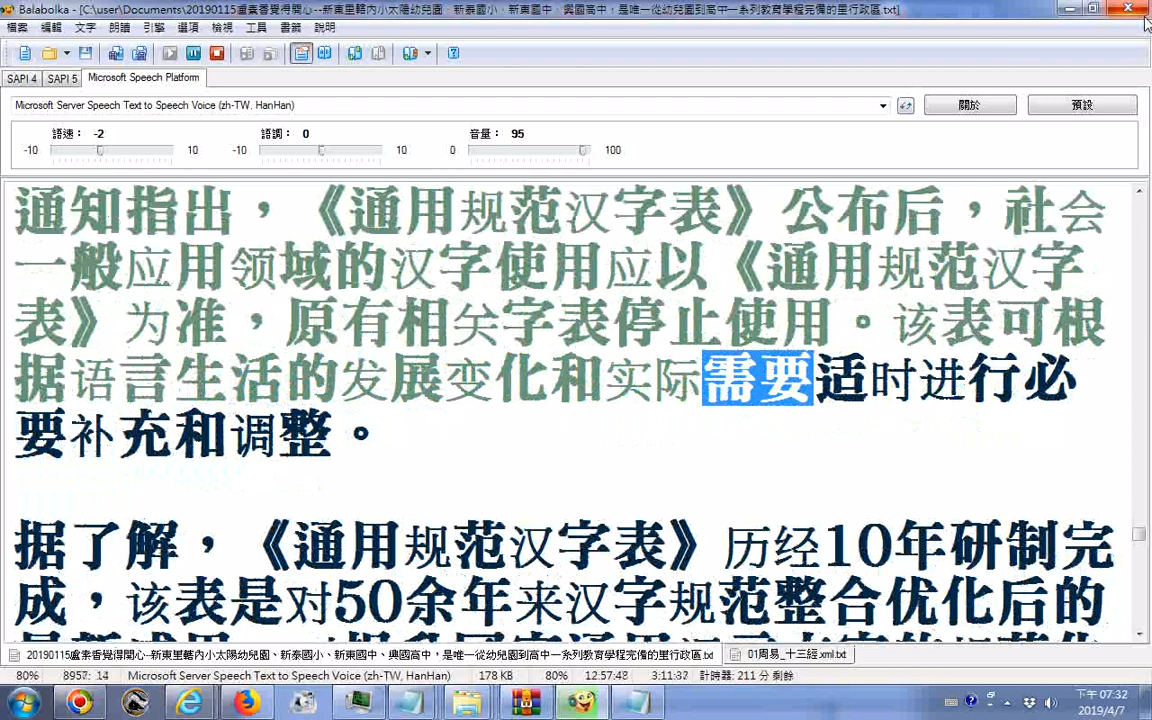 Balabolka - [C:\user\Documents\20190115盧素香覺得開心--新東里轄內小太陽幼兒園、新泰國小、新東國中、興國高中，是唯一從幼兒園到高中一系列教育學程完備的里行政區.txt]
檔案 編輯 文字 朗讀 引擎 選項 檢視 工具 書籤 說明
SAPI 4 SAPI 5 Microsoft Speech Platform
Microsoft Server Speech Text to Speech Voice (zh-TW, HanHan) 關於 預設
語速： -2 語調： 0 音量： 95
-10 10 -10 10 0 100
通知指出，《通用规范汉字表》公布后，社会
一般应用领域的汉字使用应以《通用规范汉字
表》为准，原有相关字表停止使用。该表可根
据语言生活的发展变化和实际需要适时进行必
要补充和调整。
据了解，《通用规范汉字表》历经10年研制完
成，该表是对50余年来汉字规范整合优化后的
20190115盧素香覺得開心--新東里轄內小太陽幼兒園、新泰國小、新東國中、興國高中，是唯一從幼兒園到高中一系列教育學程完備的里行政區.txt 01周易_十三經.xml.txt
80% 8957: 14 Microsoft Server Speech Text to Speech Voice (zh-TW, HanHan) 178 KB 80% 12:57:48 3:11:32 計時器: 211 分 剩餘
下午 07:32
2019/4/7